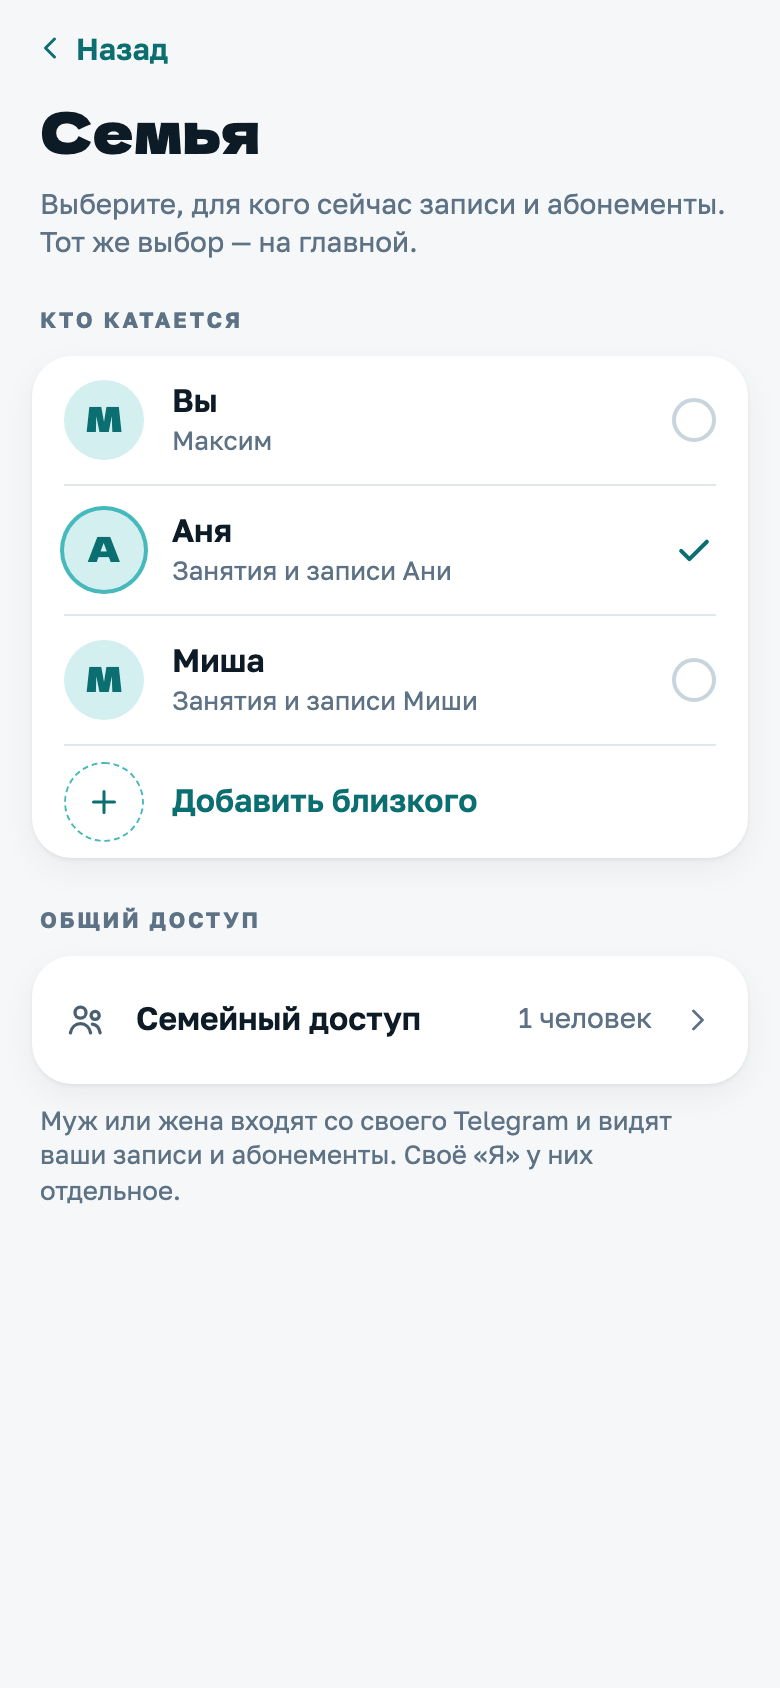 Назад
Семья
Выберите, для кого сейчас записи и абонементы.
Тот же выбор — на главной.
КТО КАТАЕТСЯ
М
Вы
Максим
А
Аня
Занятия и записи Ани
М
Миша
Занятия и записи Миши
Добавить близкого
ОБЩИЙ ДОСТУП
Семейный доступ 1 человек
Муж или жена входят со своего Telegram и видят
ваши записи и абонементы. Своё «Я» у них
отдельное.